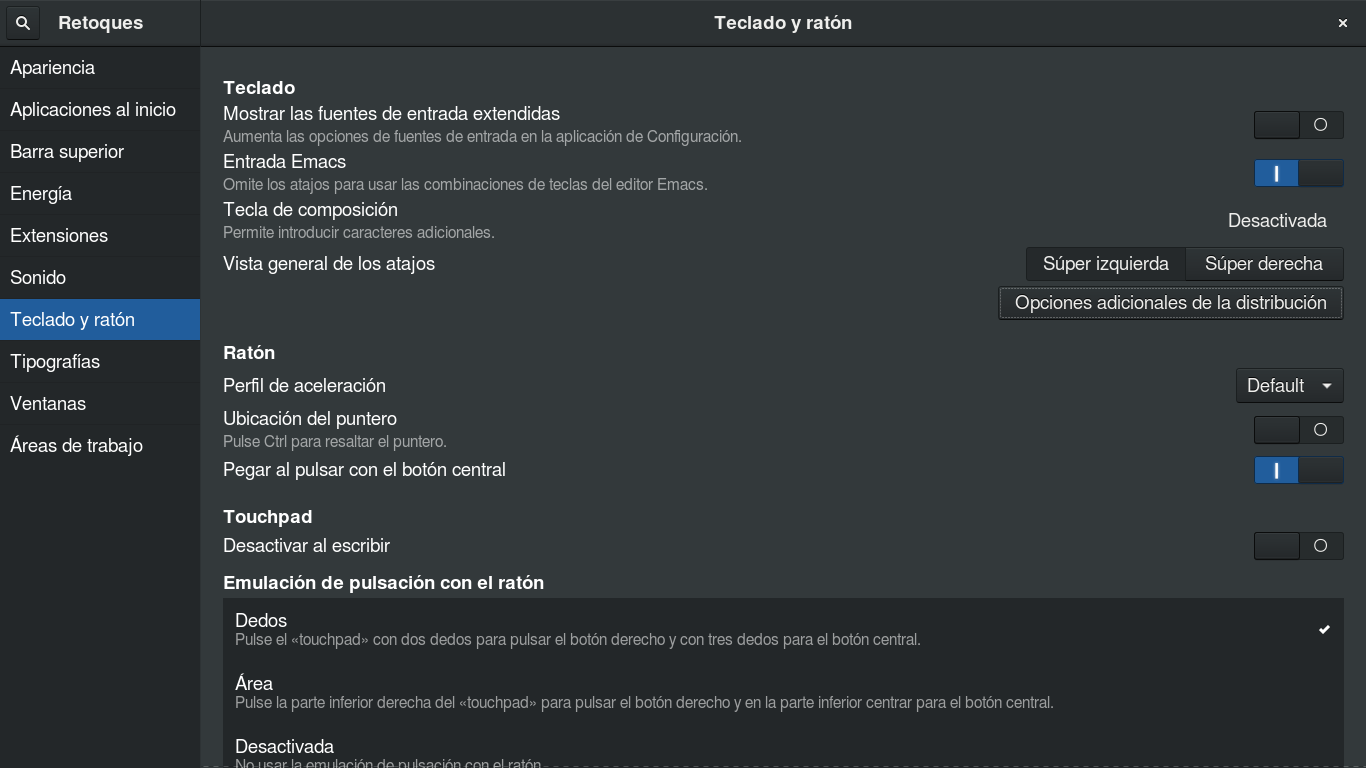 Retoques
Teclado y ratón
Apariencia
Aplicaciones al inicio
Barra superior
Energía
Extensiones
Sonido
Teclado y ratón
Tipografías
Ventanas
Áreas de trabajo
Teclado
Mostrar las fuentes de entrada extendidas
Aumenta las opciones de fuentes de entrada en la aplicación de Configuración.
Entrada Emacs
Omite los atajos para usar las combinaciones de teclas del editor Emacs.
Tecla de composición
Permite introducir caracteres adicionales.
Desactivada
Vista general de los atajos
Súper izquierda
Súper derecha
Opciones adicionales de la distribución
Ratón
Perfil de aceleración
Default
Ubicación del puntero
Pulse Ctrl para resaltar el puntero.
Pegar al pulsar con el botón central
Touchpad
Desactivar al escribir
Emulación de pulsación con el ratón
Dedos
Pulse el «touchpad» con dos dedos para pulsar el botón derecho y con tres dedos para el botón central.
Área
Pulse la parte inferior derecha del «touchpad» para pulsar el botón derecho y en la parte inferior centrar para el botón central.
Desactivada
No usar la emulación de pulsación con el ratón